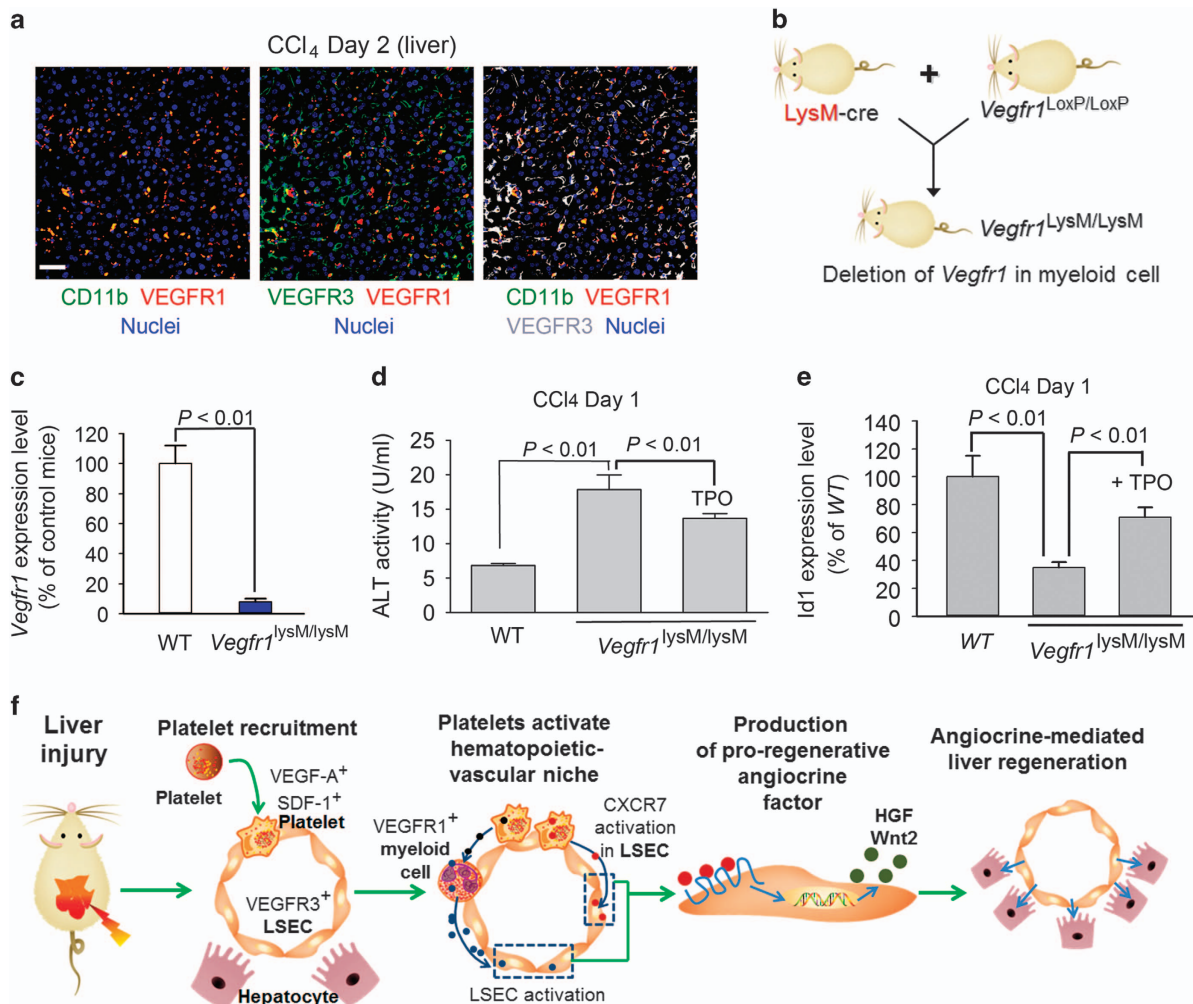 a
CCl4 Day 2 (liver)
CD11b VEGFR1
Nuclei
VEGFR3 VEGFR1
Nuclei
CD11b VEGFR1
VEGFR3 Nuclei
b
+
LysM-cre
Vegfr1LoxP/LoxP
Vegfr1LysM/LysM
Deletion of Vegfr1 in myeloid cell
c
Vegfr1 expression level
(% of control mice)
120
100
80
60
40
20
0
P < 0.01
WT
Vegfr1lysM/lysM
d
CCl4 Day 1
ALT activity (U/ml)
25
20
15
10
5
0
P < 0.01
P < 0.01
TPO
WT
Vegfr1lysM/lysM
e
CCl4 Day 1
Id1 expression level
(% of WT)
140
120
100
80
60
40
20
0
P < 0.01
P < 0.01
+ TPO
WT
Vegfr1lysM/lysM
f
Liver
injury
Platelet recruitment
Platelet
VEGF-A+
SDF-1+
Platelet
VEGFR3+
LSEC
Hepatocyte
Platelets activate
hematopoietic-
vascular niche
VEGFR1+
myeloid
cell
CXCR7
activation
in LSEC
LSEC activation
Production
of pro-regenerative
angiocrine
factor
HGF
Wnt2
Angiocrine-mediated
liver regeneration